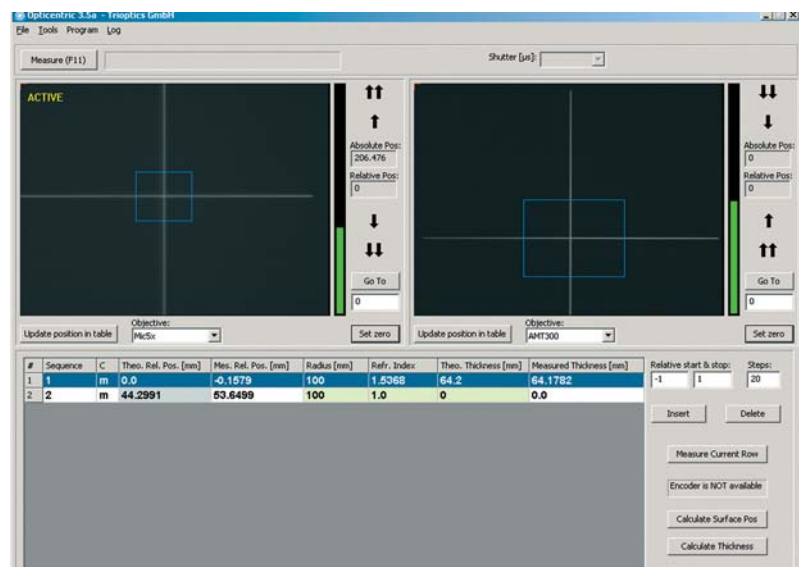 Opticentric 3.5a - Trioptics GmbH
File Tools Program Log
Measure (F11) Shutter [µs]:
ACTIVE
Absolute Pos:
206.476
Relative Pos:
0
Go To
0
Update position in table Objective: Mic5x Set zero
Absolute Pos:
0
Relative Pos:
0
Go To
0
Update position in table Objective: AMT300 Set zero
# Sequence C Theo. Rel. Pos. [mm] Mes. Rel. Pos. [mm] Radius [mm] Refr. Index Theo. Thickness [mm] Measured Thickness [mm]
1 1 m 0.0 -0.1579 100 1.5368 64.2 64.1782
2 2 m 44.2991 53.6499 100 1.0 0 0.0
Relative start & stop: Steps:
-1 1 20
Insert Delete
Measure Current Row
Encoder is NOT available
Calculate Surface Pos
Calculate Thickness